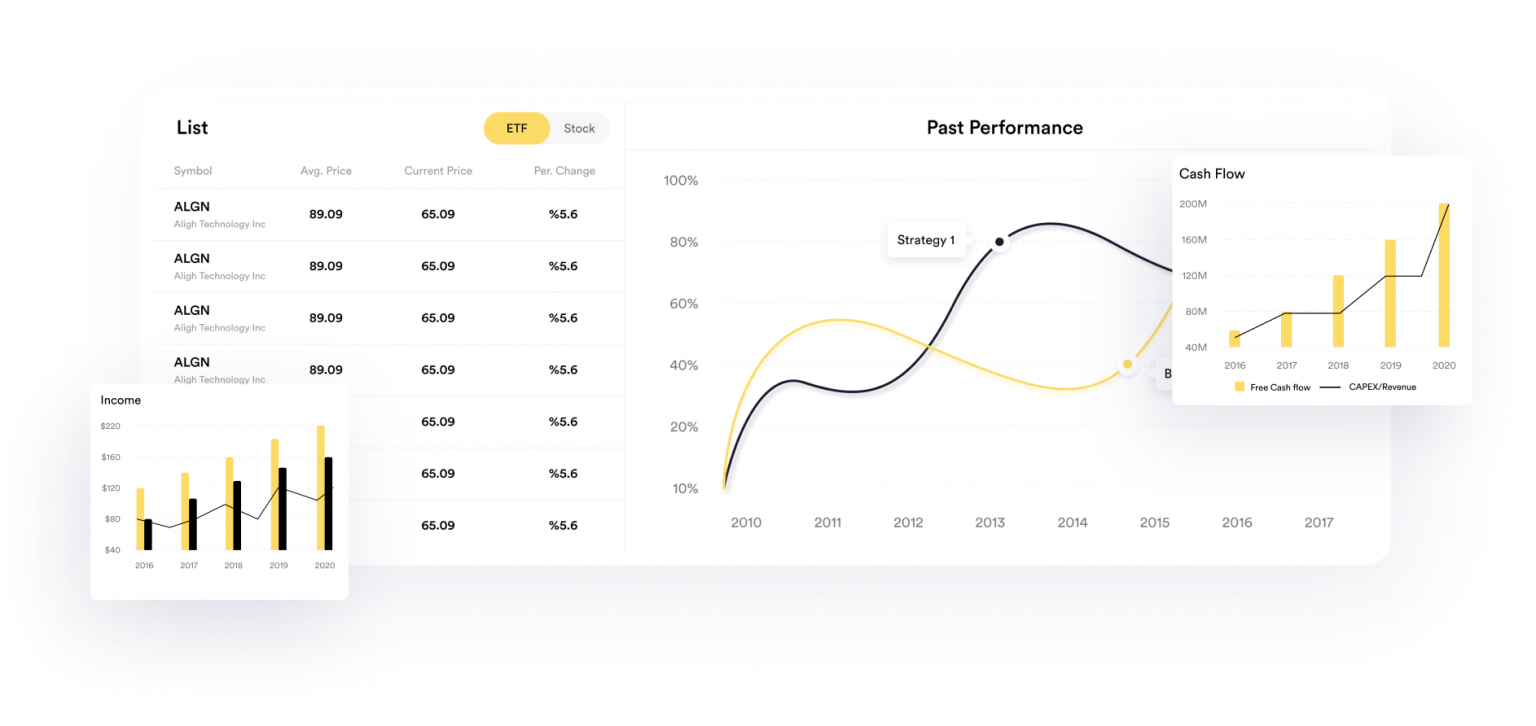 List
ETF Stock
Symbol Avg. Price Current Price Per. Change
ALGN
Aligh Technology Inc
89.09 65.09 %5.6
ALGN
Aligh Technology Inc
89.09 65.09 %5.6
ALGN
Aligh Technology Inc
89.09 65.09 %5.6
ALGN
Aligh Technology Inc
89.09 65.09 %5.6
65.09 %5.6
65.09 %5.6
65.09 %5.6
Income
$220
$160
$120
$80
$40
2016 2017 2018 2019 2020
Past Performance
100%
80%
60%
40%
20%
10%
Strategy 1
B
2010 2011 2012 2013 2014 2015 2016 2017
Cash Flow
200M
160M
120M
80M
40M
2016 2017 2018 2019 2020
Free Cash flow CAPEX/Revenue